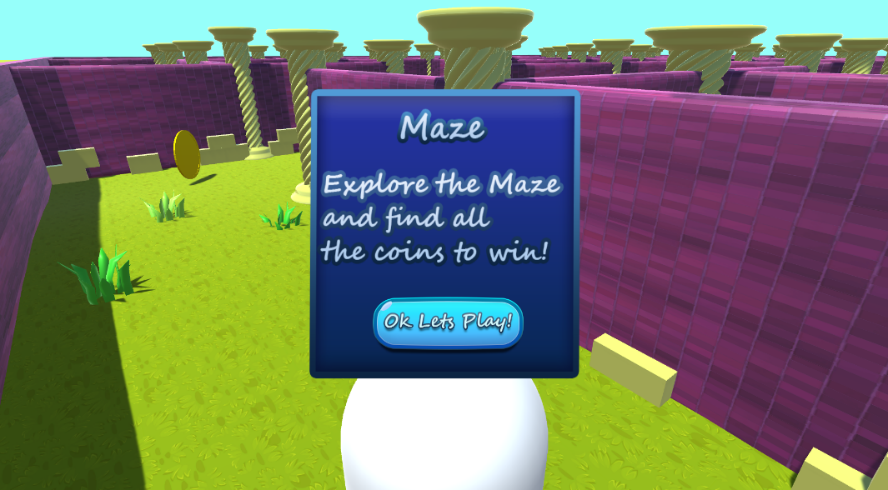 Maze
Explore the Maze
and find all
the coins to win!
Ok Lets Play!